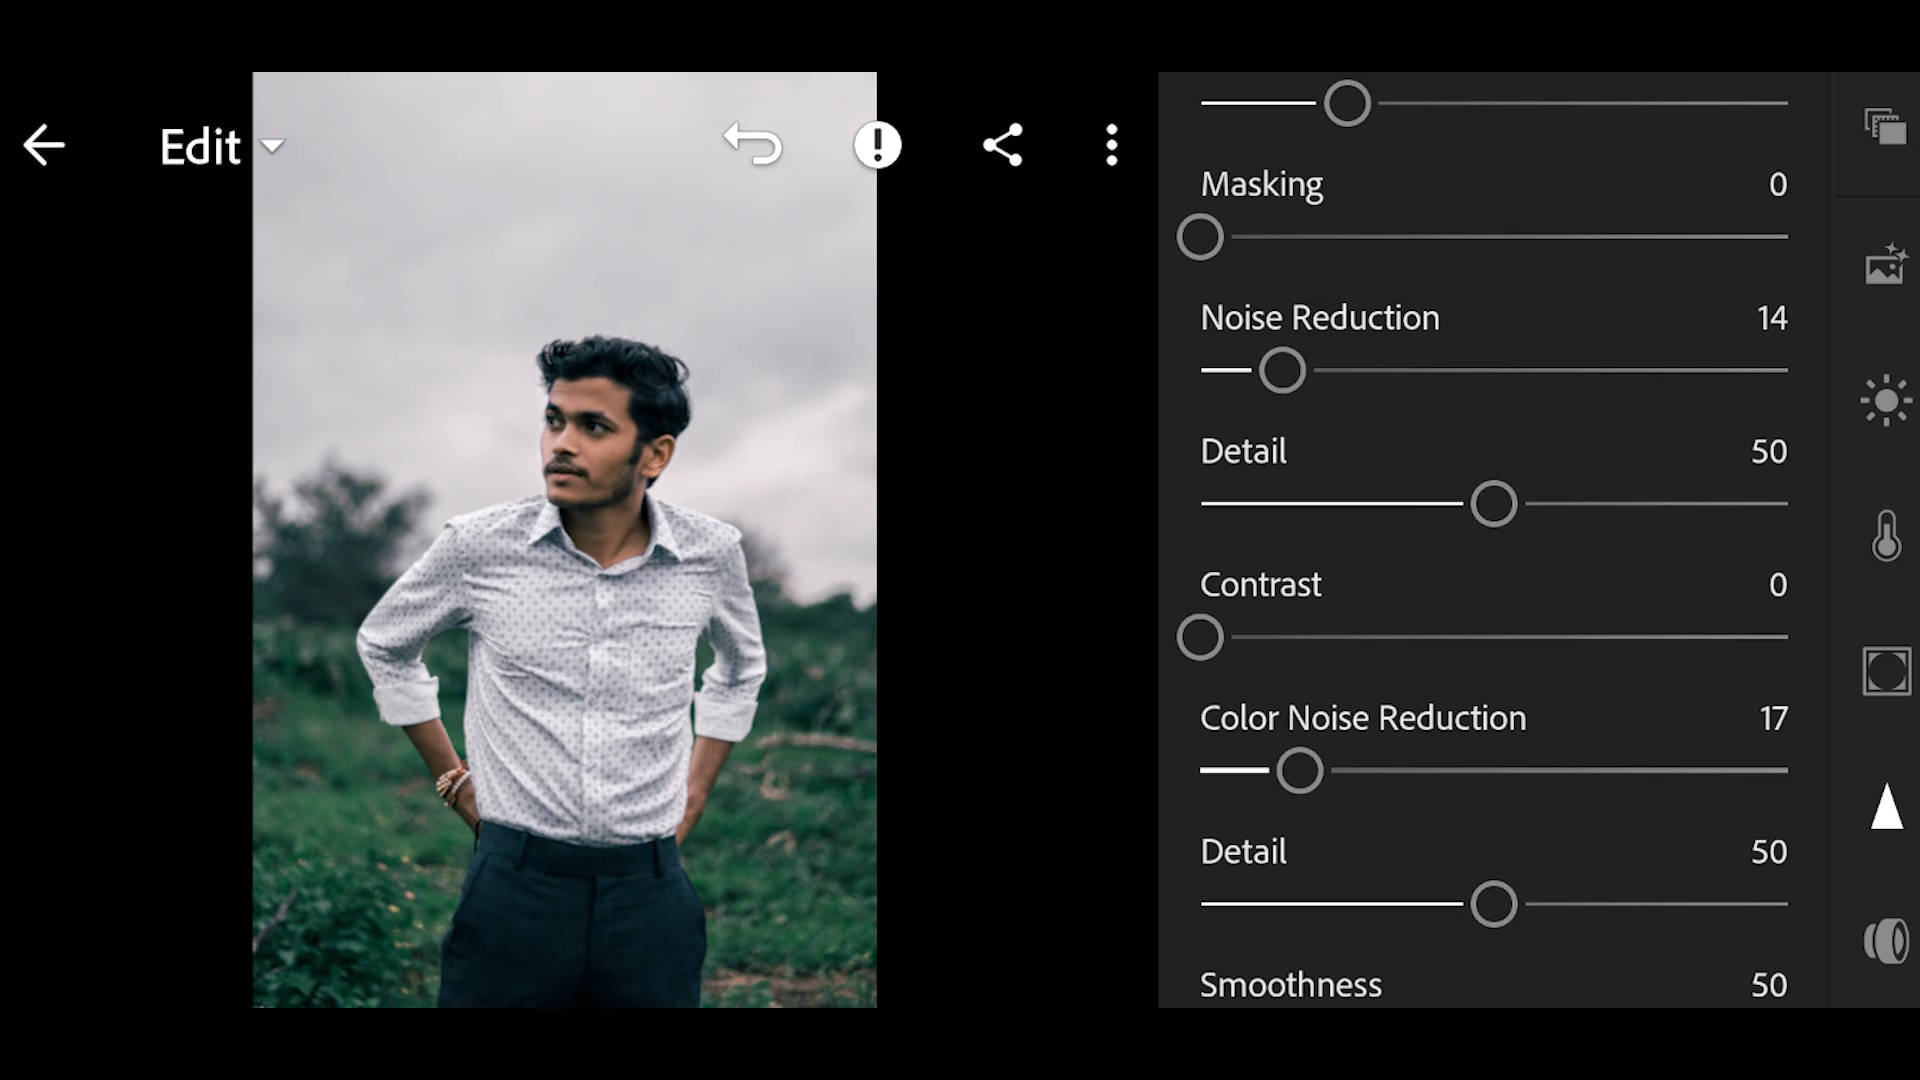 Edit
Masking 0
Noise Reduction 14
Detail 50
Contrast 0
Color Noise Reduction 17
Detail 50
Smoothness 50